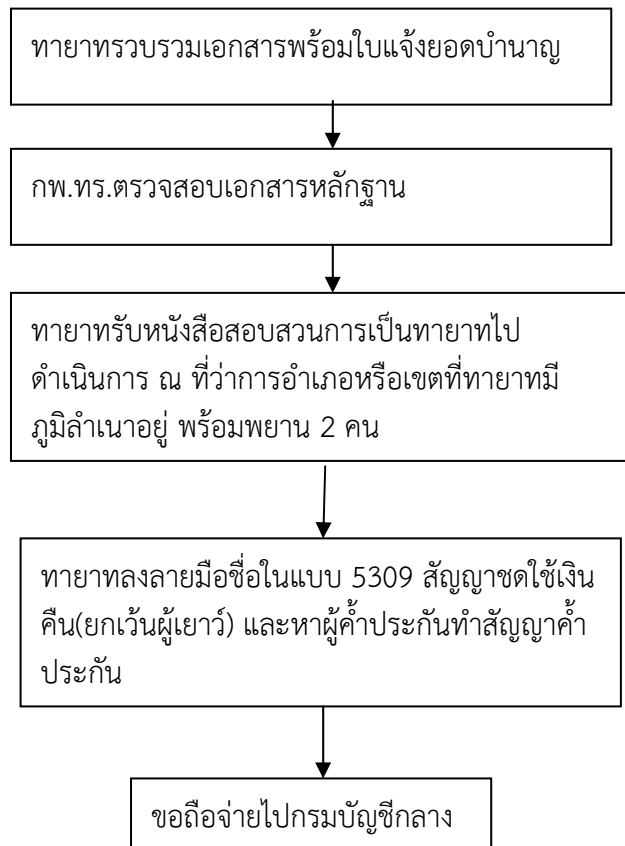 ทายาทรวบรวมเอกสารพร้อมใบแจ้งยอดบำนาญ
กพ.ทร.ตรวจสอบเอกสารหลักฐาน
ทายาทรับหนังสือสอบสวนการเป็นทายาทไป
ดำเนินการ ณ ที่ว่าการอำเภอหรือเขตที่ทายาทมี
ภูมิลำเนาอยู่ พร้อมพยาน 2 คน
ทายาทลงลายมือชื่อในแบบ 5309 สัญญาชดใช้เงิน
คืน(ยกเว้นผู้เยาว์) และหาผู้ค้ำประกันทำสัญญาค้ำ
ประกัน
ขอถือจ่ายไปกรมบัญชีกลาง